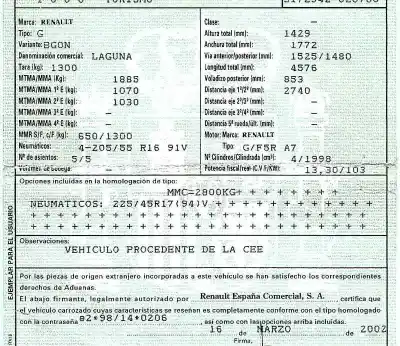 Marca: RENAULT
Tipo: G
Variante: BG0N
Denominación comercial: LAGUNA
Tara (kg): 1300
MTMA/MMA (Kg): 1885
MTMA/MMA 1º E (kg): 1070
MTMA/MMA 2º E (kg): 1030
MTMA/MMA 3º E (kg): —
MTMA/MMA 4º E (kg): —
MMR S/F, c/F (kg): 650/1300
Neumáticos: 4-205/55 R16 91V
Nº de asientos: 5/5
Clase: —
Altura total (mm): 1429
Anchura total (mm): 1772
Vía anterior/posterior (mm): 1525/1480
Longitud total (mm): 4576
Voladizo posterior (mm): 853
Distancia eje 1º/2º (mm): 2740
Distancia eje 2º/3º (mm): —
Distancia eje 3º/4º (mm): —
Distancia 5ª rueda/últ. (mm): —
Motor: Marca: RENAULT
Tipo: G/F5R A7
Nº Cilindros/Cilindrada (cm³): 4/1998
Potencia fiscal/real (C.V.F/KW): 13,30/103
Opciones incluidas en la homologación de tipo:
MMC=2800KG+ + + + + + +
NEUMATICOS: 225/45R17(94)V + + + + + + + + +
+ + + + + + + + + + + + + + + + + + + + +
+ + + + + + + + + + + + + + + + + + + + +
Observaciones:
VEHICULO PROCEDENTE DE LA CEE
EJEMPLAR PARA EL USUARIO
Por las piezas de origen extranjero incorporadas a este vehículo se han satisfecho los correspondientes
derechos de Aduanas.
El abajo firmante, legalmente autorizado por Renault España Comercial, S. A. , certifica que
el vehículo carrozado cuyas características se reseñan es completamente conforme con el tipo homologado
con la contraseña e2*98/14*0206 , así como con las opciones arriba incluidas.
16 de MARZO de 2002
Firma,